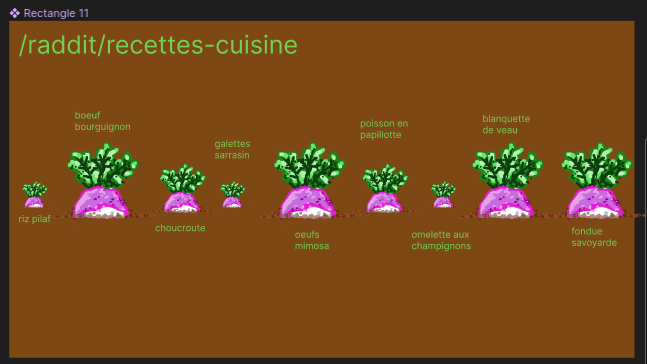 Rectangle 11
/raddit/recettes-cuisine
boeuf
bourguignon
galettes
sarrasin
poisson en
papillotte
blanquette
de veau
riz pilaf
choucroute
oeufs
mimosa
omelette aux
champignons
fondue
savoyarde